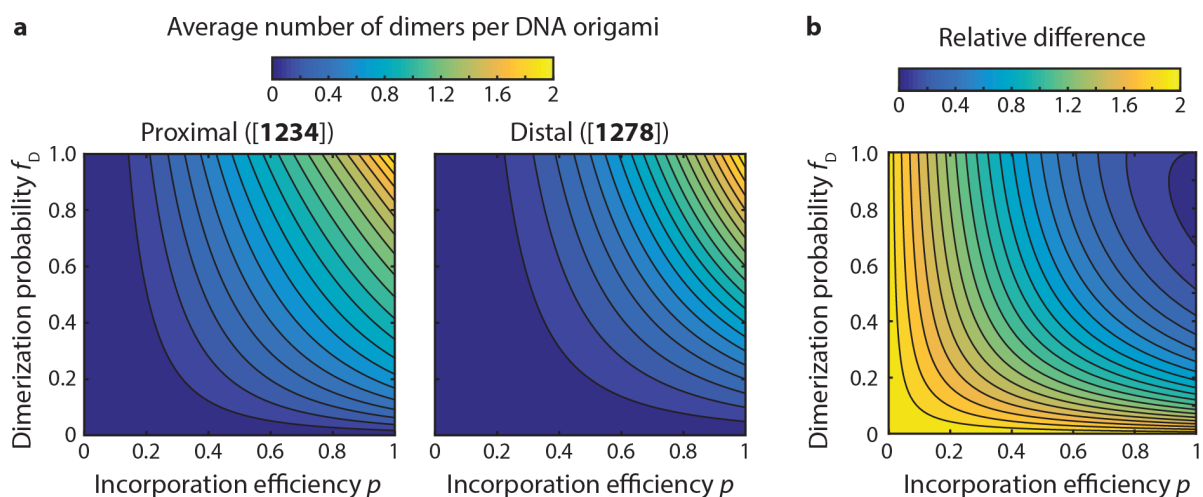 a
Average number of dimers per DNA origami
0 0.4 0.8 1.2 1.6 2
Proximal ([1234])
Distal ([1278])
Dimerization probability f_D
1.0
0.8
0.6
0.4
0.2
0
0 0.2 0.4 0.6 0.8 1
0 0.2 0.4 0.6 0.8 1
Incorporation efficiency p
Incorporation efficiency p
b
Relative difference
0 0.4 0.8 1.2 1.6 2
Dimerization probability f_D
1.0
0.8
0.6
0.4
0.2
0
0 0.2 0.4 0.6 0.8 1
Incorporation efficiency p